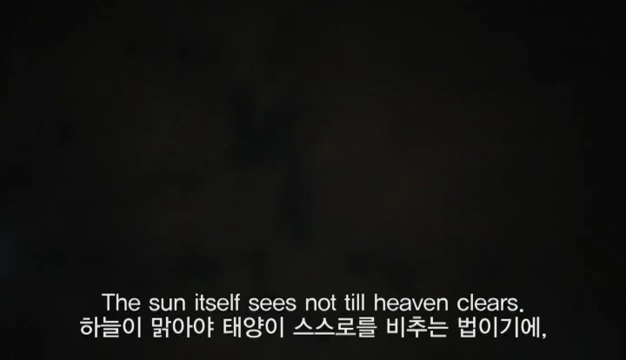 The sun itself sees not till heaven clears.
하늘이 맑아야 태양이 스스로를 비추는 법이기에,